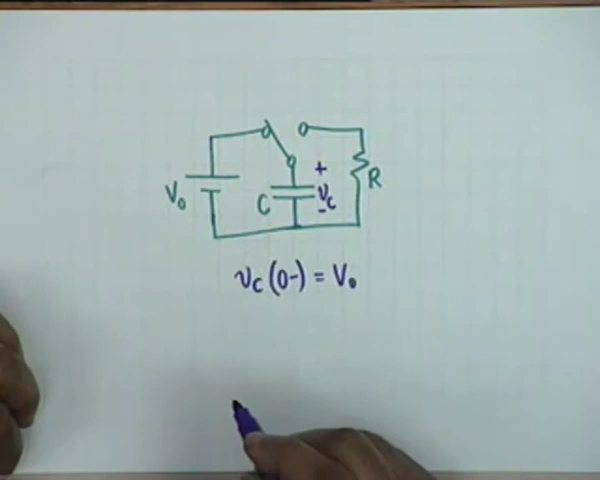 V₀
C
+
v_C
-
R
v_C(0-) = V₀